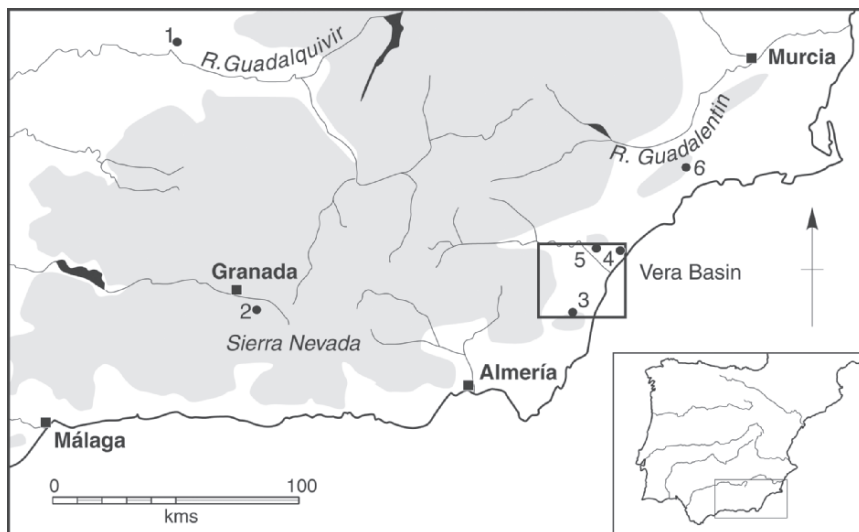 1
R. Guadalquivir
Murcia
R. Guadalentin
6
5
4
Vera Basin
3
Granada
2
Sierra Nevada
Almería
Málaga
0 100
kms